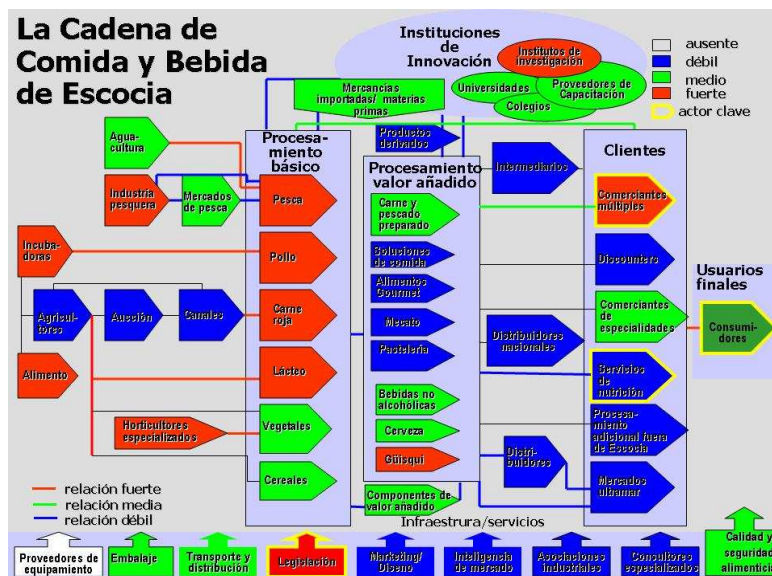 La Cadena de
Comida y Bebida
de Escocia
Instituciones
de
Innovación
Institutos de
investigación
Universidades
Proveedores de
Capacitación
Colegios
ausente
débil
medio
fuerte
actor clave
Mercancías
importadas/ materias
primas
Productos
derivados
Intermediarios
Agua-
cultura
Industria
pesquera
Mercados
de pesca
Incuba-
doras
Agricul-
tores
Aucción
Canales
Alimento
Horticultores
especializados
Procesa-
miento
básico
Pesca
Pollo
Carne
roja
Lácteo
Vegetales
Cereales
Procesamiento
valor añadido
Carne y
pescado
preparado
Soluciones
de comida
Alimentos
Gourmet
Mecato
Pastelería
Bebidas no
alcohólicas
Cerveza
Güisqui
Componentes de
valor añadido
Distribuidores
nacionales
Distri-
buidores
Clientes
Comerciantes
múltiples
Discounters
Comerciantes
de
especialidades
Servicios
de
nutrición
Procesa-
miento
adicional fuera
de Escocia
Mercados
ultramar
Usuarios
finales
Consumi-
dores
relación fuerte
relación media
relación débil
Infraestrura/servicios
Proveedores de
equipamiento
Embalaje
Transporte y
distribución
Legislación
Marketing/
Diseno
Inteligencia
de mercado
Asociaciones
industriales
Consultores
especializados
Calidad y
seguridad
alimenticia